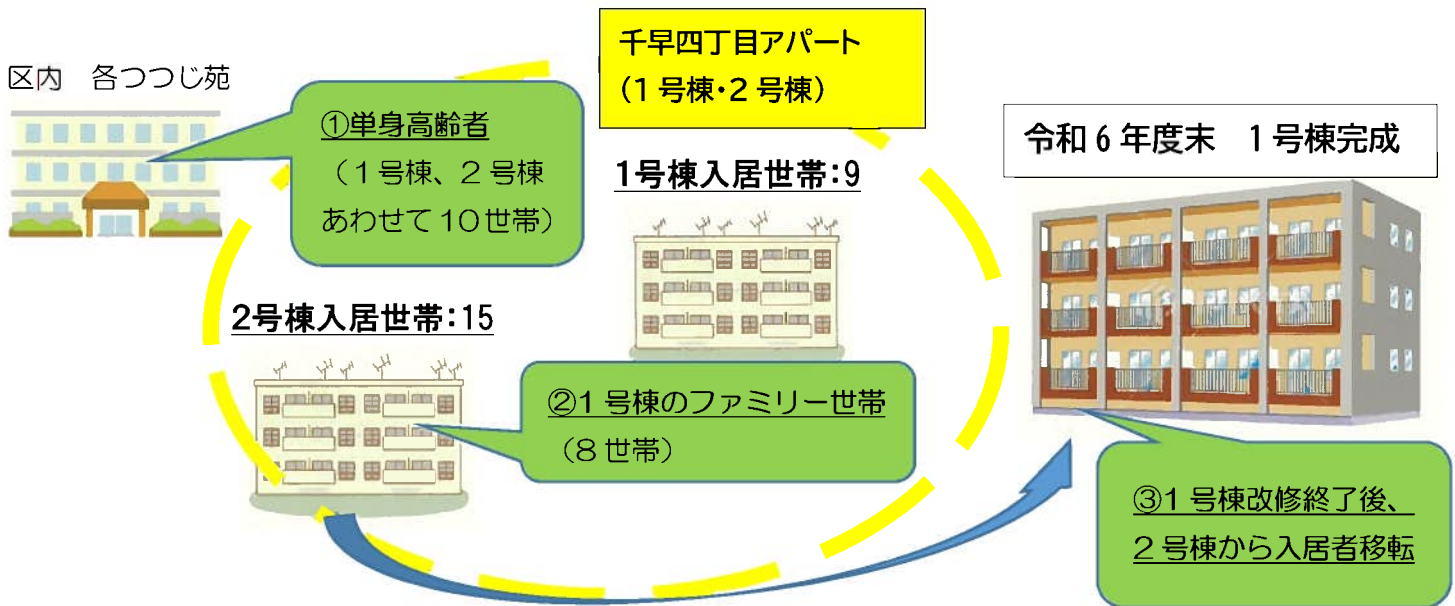 千早四丁目アパート
（1号棟・2号棟）
区内　各つつじ苑
①単身高齢者
（1号棟、2号棟
あわせて10世帯）
令和6年度末　1号棟完成
1号棟入居世帯：9
2号棟入居世帯：15
②1号棟のファミリー世帯
（8世帯）
③1号棟改修終了後、
2号棟から入居者移転